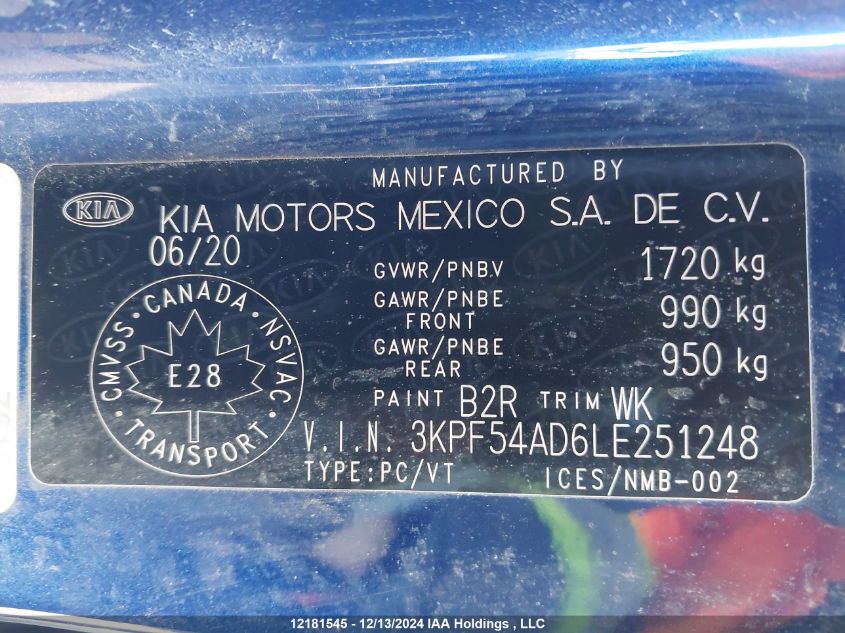 MANUFACTURED BY
KIA KIA MOTORS MEXICO S.A. DE C.V.
06/20
GVWR/PNBV 1720 kg
GAWR/PNBE FRONT 990 kg
GAWR/PNBE REAR 950 kg
CMVSS · CANADA · NSVAC · TRANSPORT ·
E28
PAINT B2R TRIM WK
V.I.N. 3KPF54AD6LE251248
TYPE:PC/VT ICES/NMB-002
12181545 - 12/13/2024 IAA Holdings , LLC